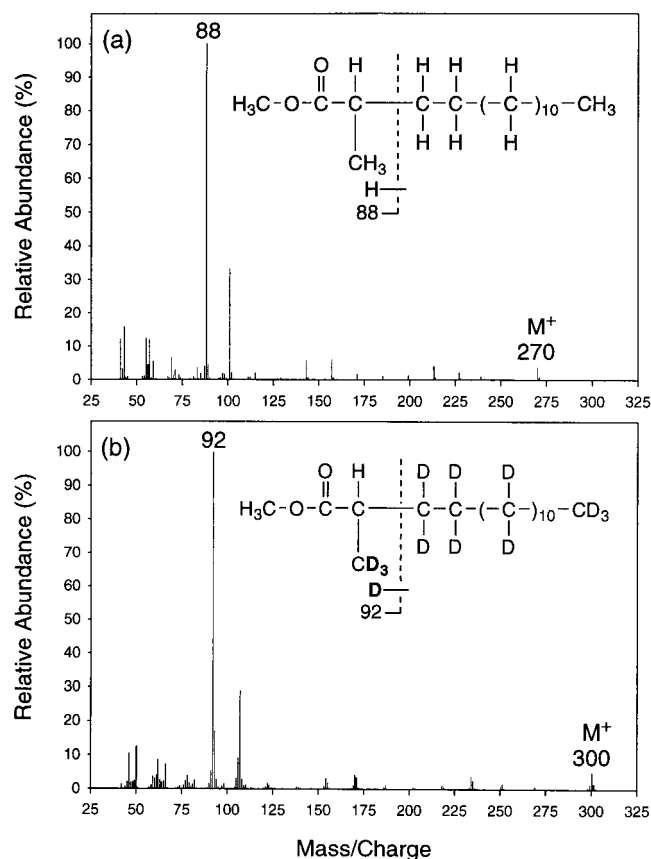 (a)
88
100
90
80
70
60
50
40
30
20
10
0
Relative Abundance (%)
O H H H H
H₃C–O–C–C–C–C–(–C–)₁₀–CH₃
CH₃ H H H
H
88
M⁺
270
25 50 75 100 125 150 175 200 225 250 275 300 325
(b)
92
100
90
80
70
60
50
40
30
20
10
0
Relative Abundance (%)
O H D D D
H₃C–O–C–C–C–C–(–C–)₁₀–CD₃
CD₃ D D D
D
92
M⁺
300
25 50 75 100 125 150 175 200 225 250 275 300 325
Mass/Charge